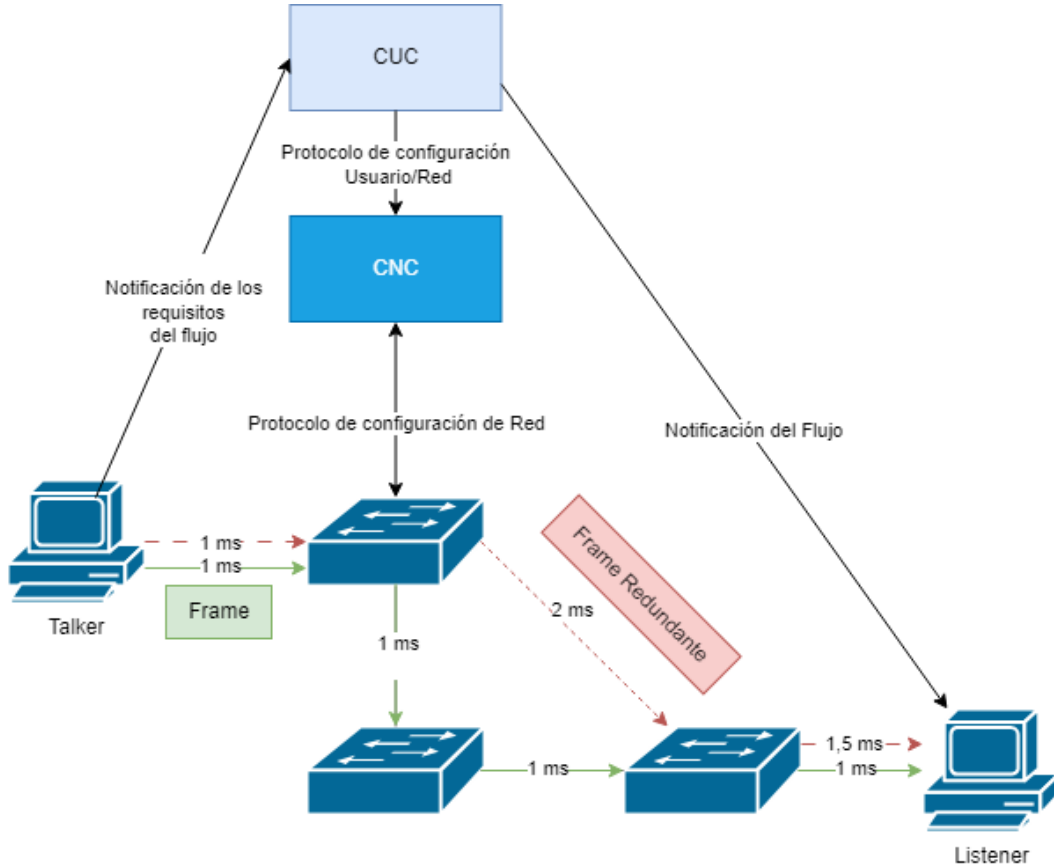 CUC
Protocolo de configuración
Usuario/Red
CNC
Notificación de los
requisitos
del flujo
Protocolo de configuración de Red
Notificación del Flujo
1 ms
1 ms
Frame
Talker
2 ms
Frame Redundante
1 ms
1 ms
1,5 ms
1 ms
Listener